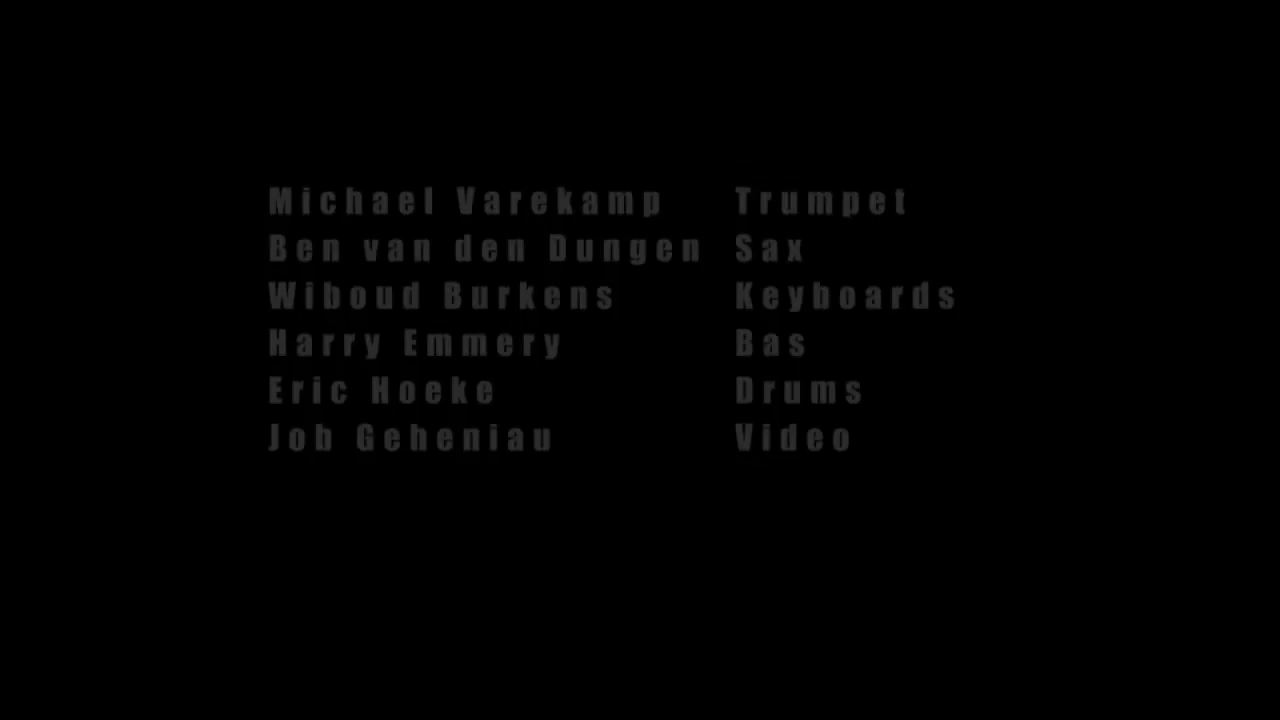 Michael Varekamp Trumpet
Ben van den Dungen Sax
Wiboud Burkens Keyboards
Harry Emmery Bas
Eric Hoeke Drums
Job Geheniau Video